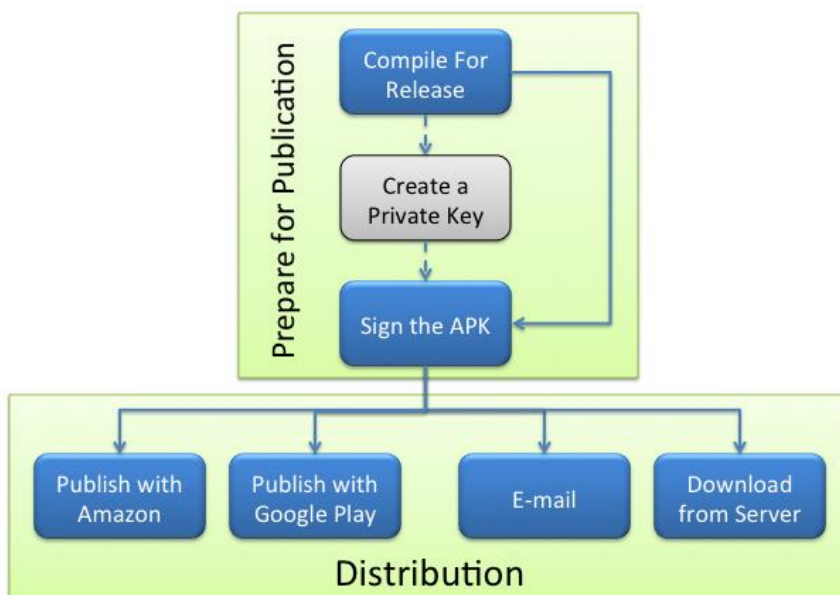 Prepare for Publication
Compile For
Release
Create a
Private Key
Sign the APK
Publish with
Amazon
Publish with
Google Play
E-mail
Download
from Server
Distribution